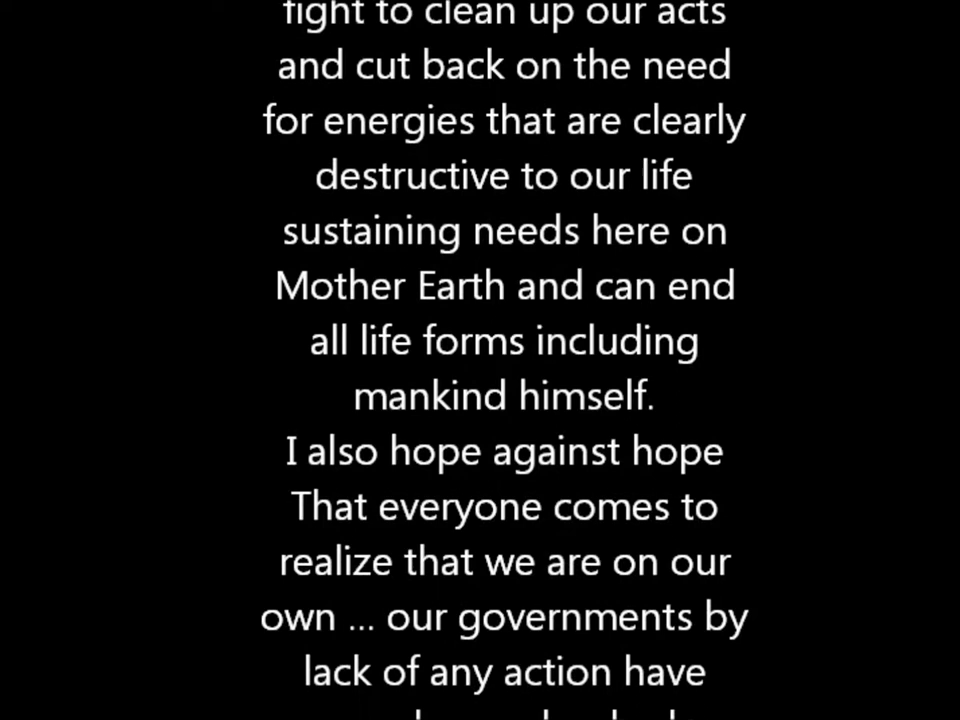 fight to clean up our acts
and cut back on the need
for energies that are clearly
destructive to our life
sustaining needs here on
Mother Earth and can end
all life forms including
mankind himself.
I also hope against hope
That everyone comes to
realize that we are on our
own ... our governments by
lack of any action have